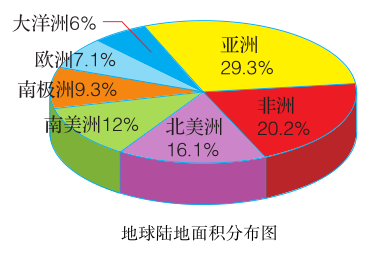 大洋洲6%
亚洲
29.3%
欧洲7.1%
南极洲9.3%
非洲
20.2%
南美洲12%
北美洲
16.1%
地球陆地面积分布图